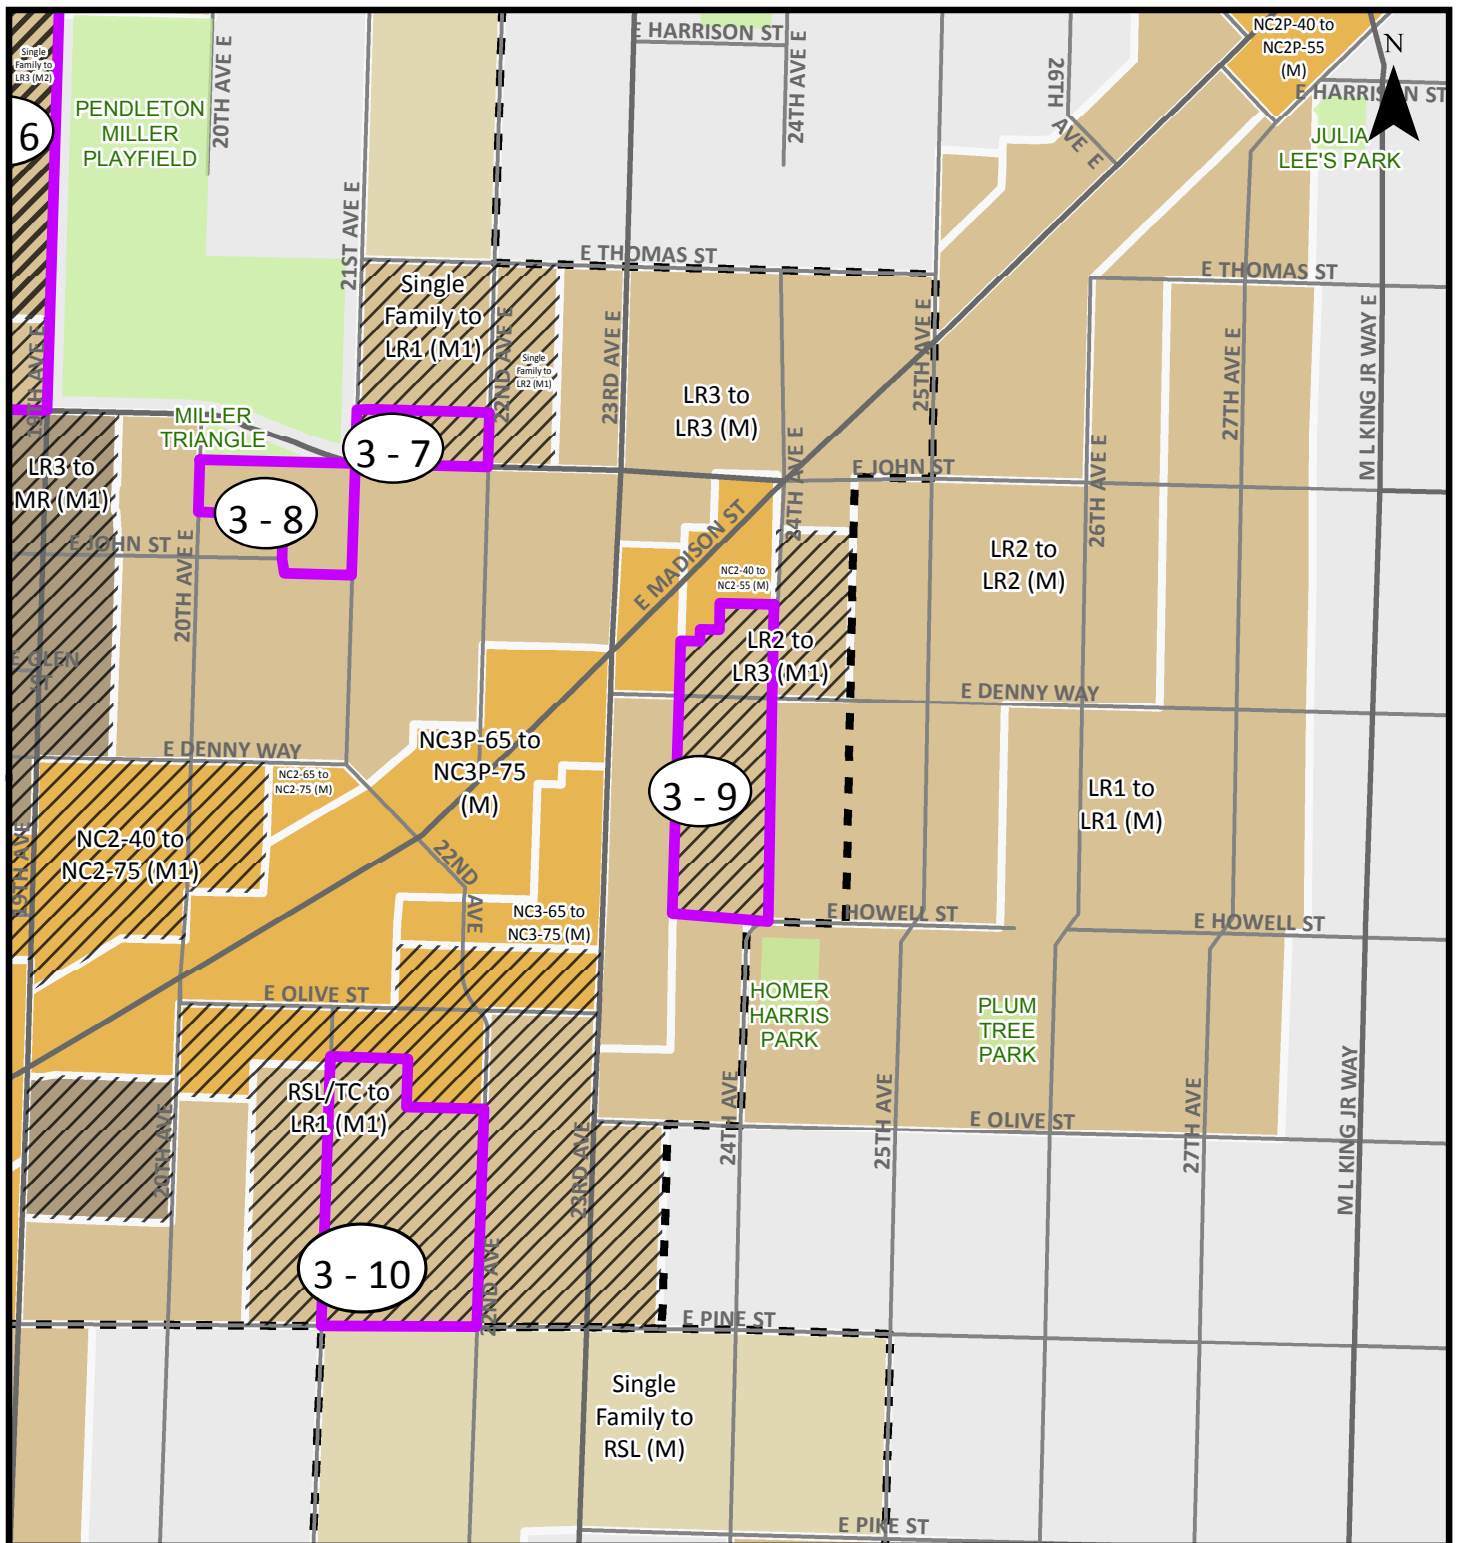 E HARRISON ST
NC2P-40 to
NC2P-55
(M)
N
Single
Family to
LR3 (M2)
6
PENDLETON
MILLER
PLAYFIELD
20TH AVE E
24TH AVE E
26TH
AVE E
E HARRISON ST
JULIA
LEE'S PARK
21ST AVE E
E THOMAS ST
E THOMAS ST
Single
Family to
LR1 (M1)
22ND AVE E
Single
Family to
LR2 (M1)
23RD AVE E
25TH AVE E
27TH AVE E
M L KING JR WAY E
19TH AVE E
LR3 to
LR3 (M)
MILLER
TRIANGLE
3 - 7
24TH AVE E
26TH AVE E
E JOHN ST
LR3 to
MR (M1)
3 - 8
E JOHN ST
20TH AVE E
E MADISON ST
NC2-40 to
NC2-55 (M)
LR2 to
LR2 (M)
LR2 to
LR3 (M1)
E GLEN
ST
E DENNY WAY
E DENNY WAY
NC3P-65 to
NC3P-75
(M)
NC2-65 to
NC2-75 (M)
3 - 9
LR1 to
LR1 (M)
NC2-40 to
NC2-75 (M1)
19TH AVE
22ND
AVE
NC3-65 to
NC3-75 (M)
E HOWELL ST
E HOWELL ST
E OLIVE ST
HOMER
HARRIS
PARK
PLUM
TREE
PARK
RSL/TC to
LR1 (M1)
20TH AVE
23RD AVE
24TH AVE
25TH AVE
E OLIVE ST
27TH AVE
M L KING JR WAY
3 - 10
22ND AVE
E PINE ST
Single
Family to
RSL (M)
E PIKE ST